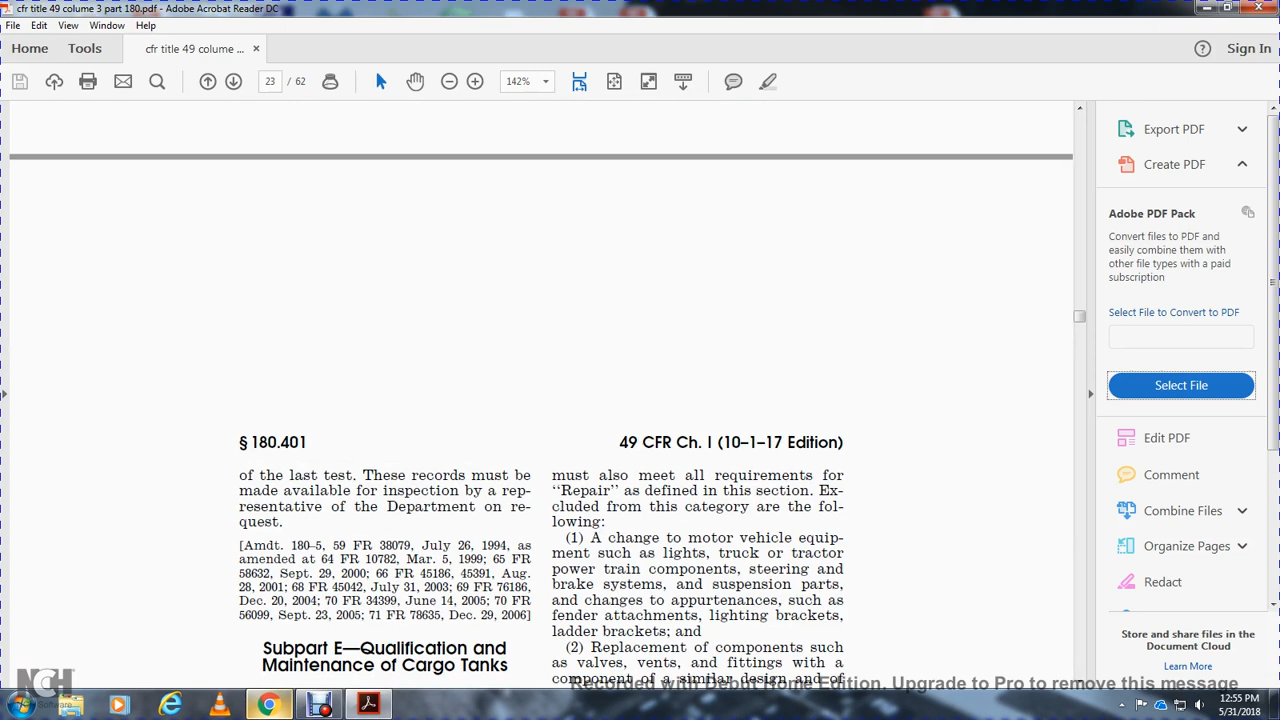 cfr title 49 colume 3 part 180.pdf - Adobe Acrobat Reader DC
File Edit View Window Help
Home Tools cfr title 49 colume ... × Sign In
23 / 62 142%
Export PDF
Create PDF
Adobe PDF Pack
Convert files to PDF and
easily combine them with
other file types with a paid
subscription
Select File to Convert to PDF
Select File
Edit PDF
Comment
Combine Files
Organize Pages
Redact
Store and share files in the
Document Cloud
Learn More
§ 180.401
49 CFR Ch. I (10–1–17 Edition)
of the last test. These records must be
made available for inspection by a rep-
resentative of the Department on re-
quest.
[Amdt. 180–5, 59 FR 38079, July 26, 1994, as
amended at 64 FR 10782, Mar. 5, 1999; 65 FR
58632, Sept. 29, 2000; 66 FR 45186, 45391, Aug.
28, 2001; 68 FR 45042, July 31, 2003; 69 FR 76186,
Dec. 20, 2004; 70 FR 34399, June 14, 2005; 70 FR
56099, Sept. 23, 2005; 71 FR 78635, Dec. 29, 2006]
Subpart E—Qualification and
Maintenance of Cargo Tanks
must also meet all requirements for
‘‘Repair’’ as defined in this section. Ex-
cluded from this category are the fol-
lowing:
(1) A change to motor vehicle equip-
ment such as lights, truck or tractor
power train components, steering and
brake systems, and suspension parts,
and changes to appurtenances, such as
fender attachments, lighting brackets,
ladder brackets; and
(2) Replacement of components such
as valves, vents, and fittings with a
component of a similar design and of
Recorded with Debut Home Edition. Upgrade to Pro to remove this message
NCH
Software
12:55 PM
5/31/2018